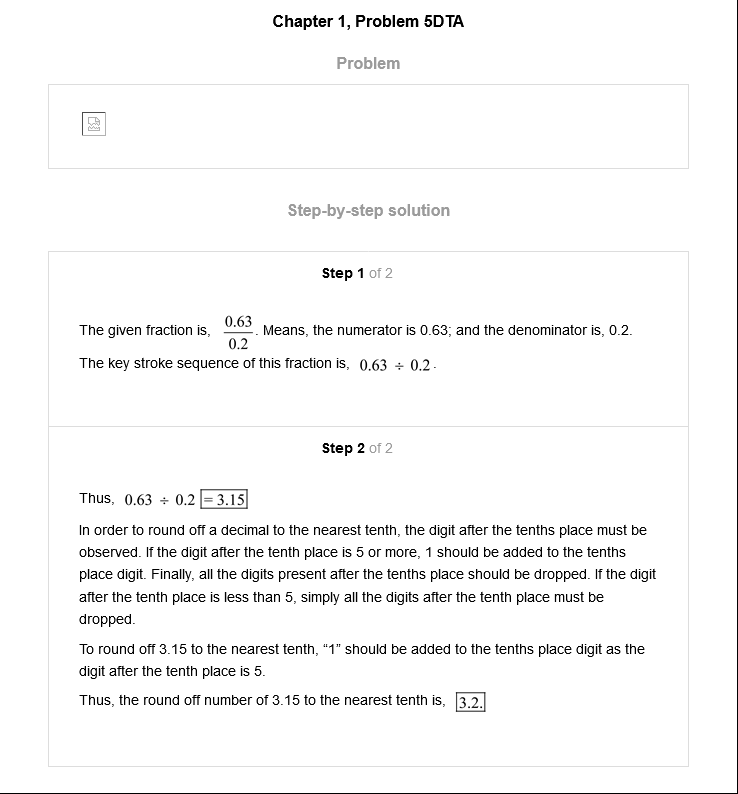 Chapter 1, Problem 5DTA
Problem
Step-by-step solution
Step 1 of 2
The given fraction is, 0.63/0.2. Means, the numerator is 0.63; and the denominator is, 0.2.
The key stroke sequence of this fraction is, 0.63 ÷ 0.2.
Step 2 of 2
Thus, 0.63 ÷ 0.2 = 3.15
In order to round off a decimal to the nearest tenth, the digit after the tenths place must be
observed. If the digit after the tenth place is 5 or more, 1 should be added to the tenths
place digit. Finally, all the digits present after the tenths place should be dropped. If the digit
after the tenth place is less than 5, simply all the digits after the tenth place must be
dropped.
To round off 3.15 to the nearest tenth, “1” should be added to the tenths place digit as the
digit after the tenth place is 5.
Thus, the round off number of 3.15 to the nearest tenth is, 3.2.